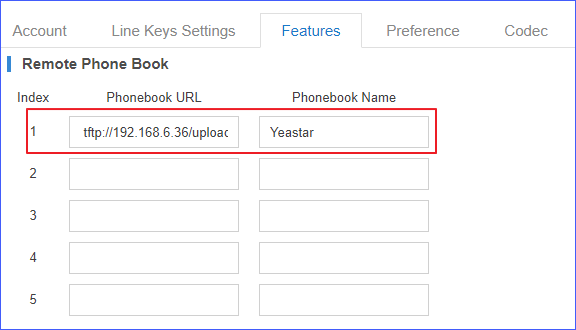 Account Line Keys Settings Features Preference Codec
Remote Phone Book
Index Phonebook URL Phonebook Name
1 tftp://192.168.6.36/upload Yeastar
2
3
4
5